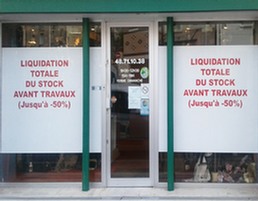 LIQUIDATION
TOTALE
DU STOCK
AVANT TRAVAUX
(Jusqu'à -50%)
LIQUIDATION
TOTALE
DU STOCK
AVANT TRAVAUX
(Jusqu'à -50%)